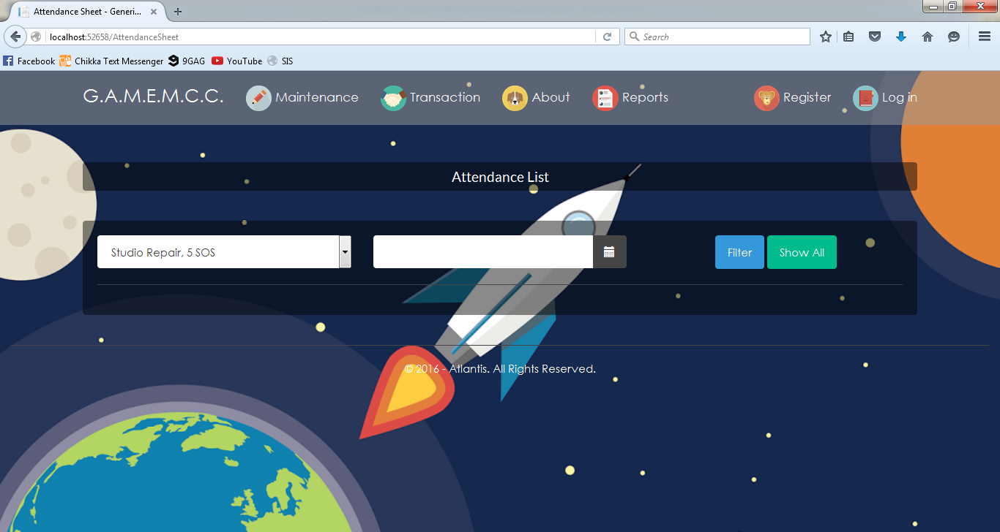 Attendance Sheet - Generi...
localhost:52658/AttendanceSheet
Search
Facebook Chikka Text Messenger 9GAG YouTube SIS
G.A.M.E.M.C.C. Maintenance Transaction About Reports Register Log in
Attendance List
Studio Repair, 5 SOS
Filter Show All
© 2016 - Atlantis. All Rights Reserved.